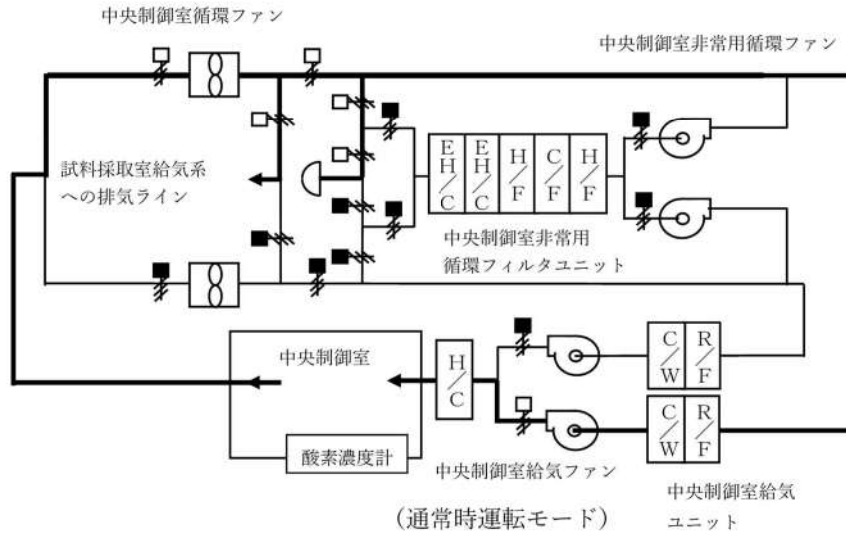 中央制御室循環ファン
中央制御室非常用循環ファン
試料採取室給気系
への排気ライン
EH/C
EH/C
H/F
C/F
H/F
中央制御室非常用
循環フィルタユニット
中央制御室
H/C
C/W
R/F
C/W
R/F
酸素濃度計
中央制御室給気ファン
中央制御室給気
ユニット
(通常時運転モード)